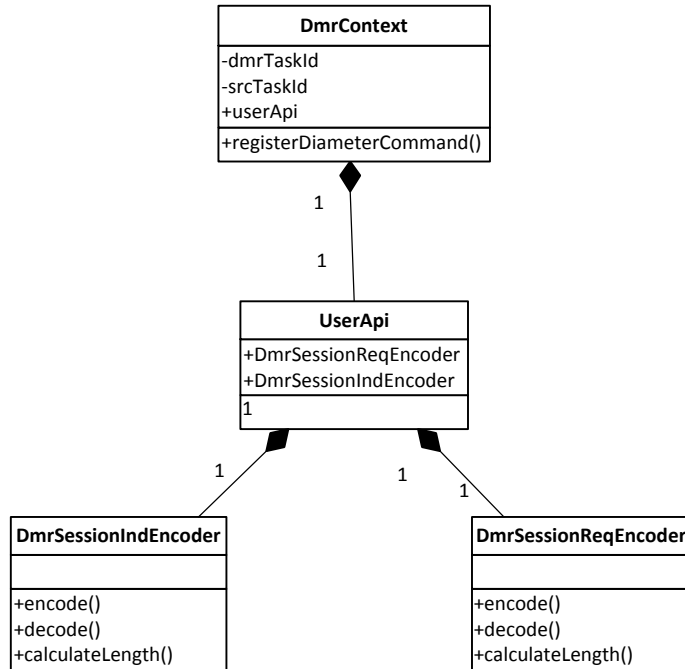 DmrContext
-dmrTaskId
-srcTaskId
+userApi
+registerDiameterCommand()
1
1
UserApi
+DmrSessionReqEncoder
+DmrSessionIndEncoder
1
1
1
1
DmrSessionIndEncoder
+encode()
+decode()
+calculateLength()
DmrSessionReqEncoder
+encode()
+decode()
+calculateLength()